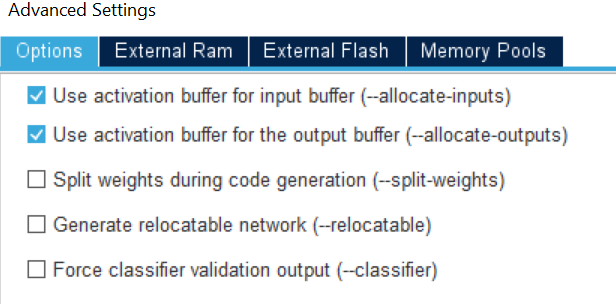 Advanced Settings
Options External Ram External Flash Memory Pools
Use activation buffer for input buffer (--allocate-inputs)
Use activation buffer for the output buffer (--allocate-outputs)
Split weights during code generation (--split-weights)
Generate relocatable network (--relocatable)
Force classifier validation output (--classifier)